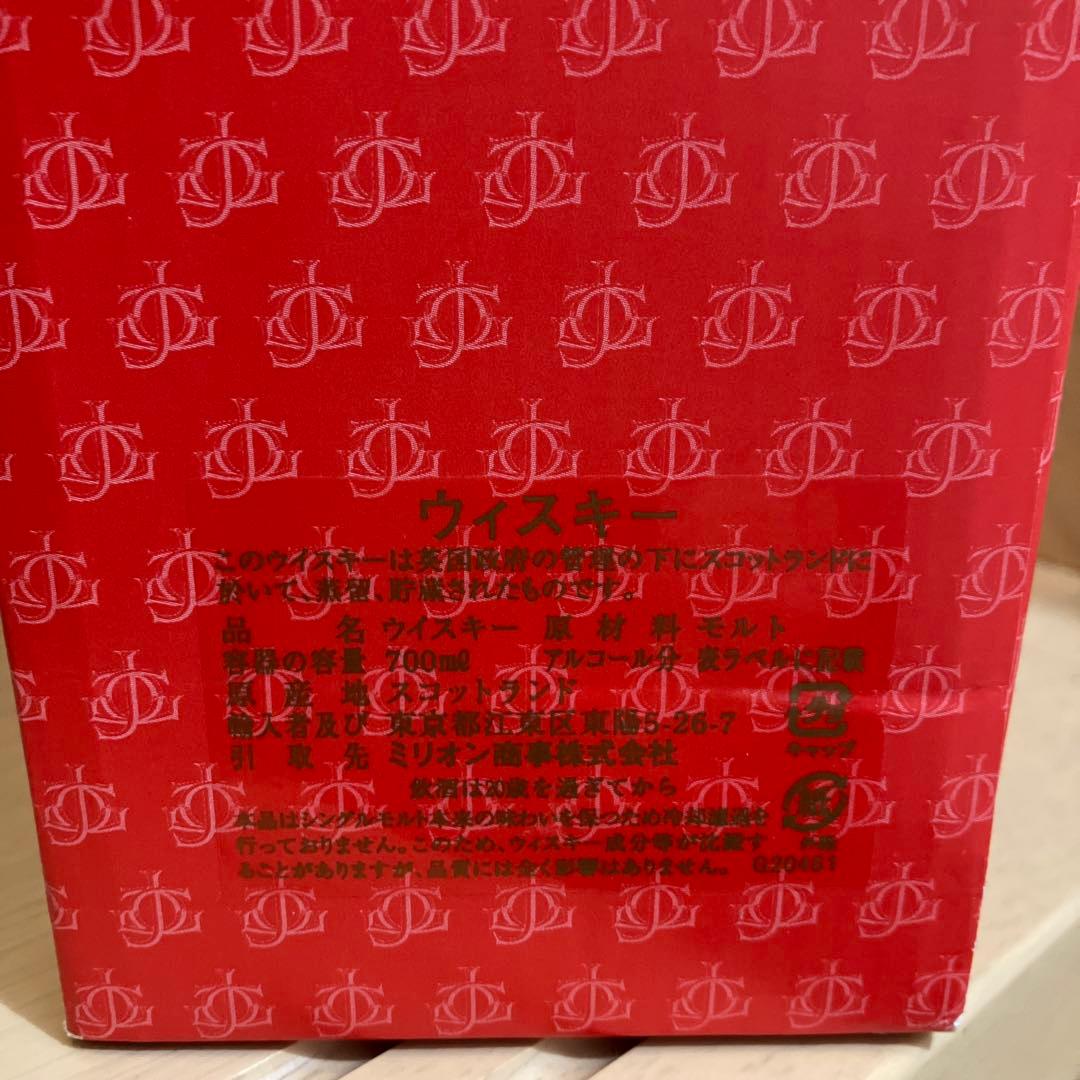 ウィスキー
このウイスキーは英国政府の管理の下にスコットランドに
於いて、蒸留、貯蔵されたものです。
品名 ウイスキー 原材料 モルト
容器の容量 700mℓ アルコール分 表ラベルに記載
原産地 スコットランド
輸入者及び 東京都江東区東陽5-26-7
引取先 ミリオン商事株式会社
キャップ
飲酒は20歳を過ぎてから
紙
外箱
本品はシングルモルト本来の味わいを保つため冷却濾過を
行っておりません。このため、ウィスキー成分等が沈澱す
ることがありますが、品質には全く影響はありません。 G20461